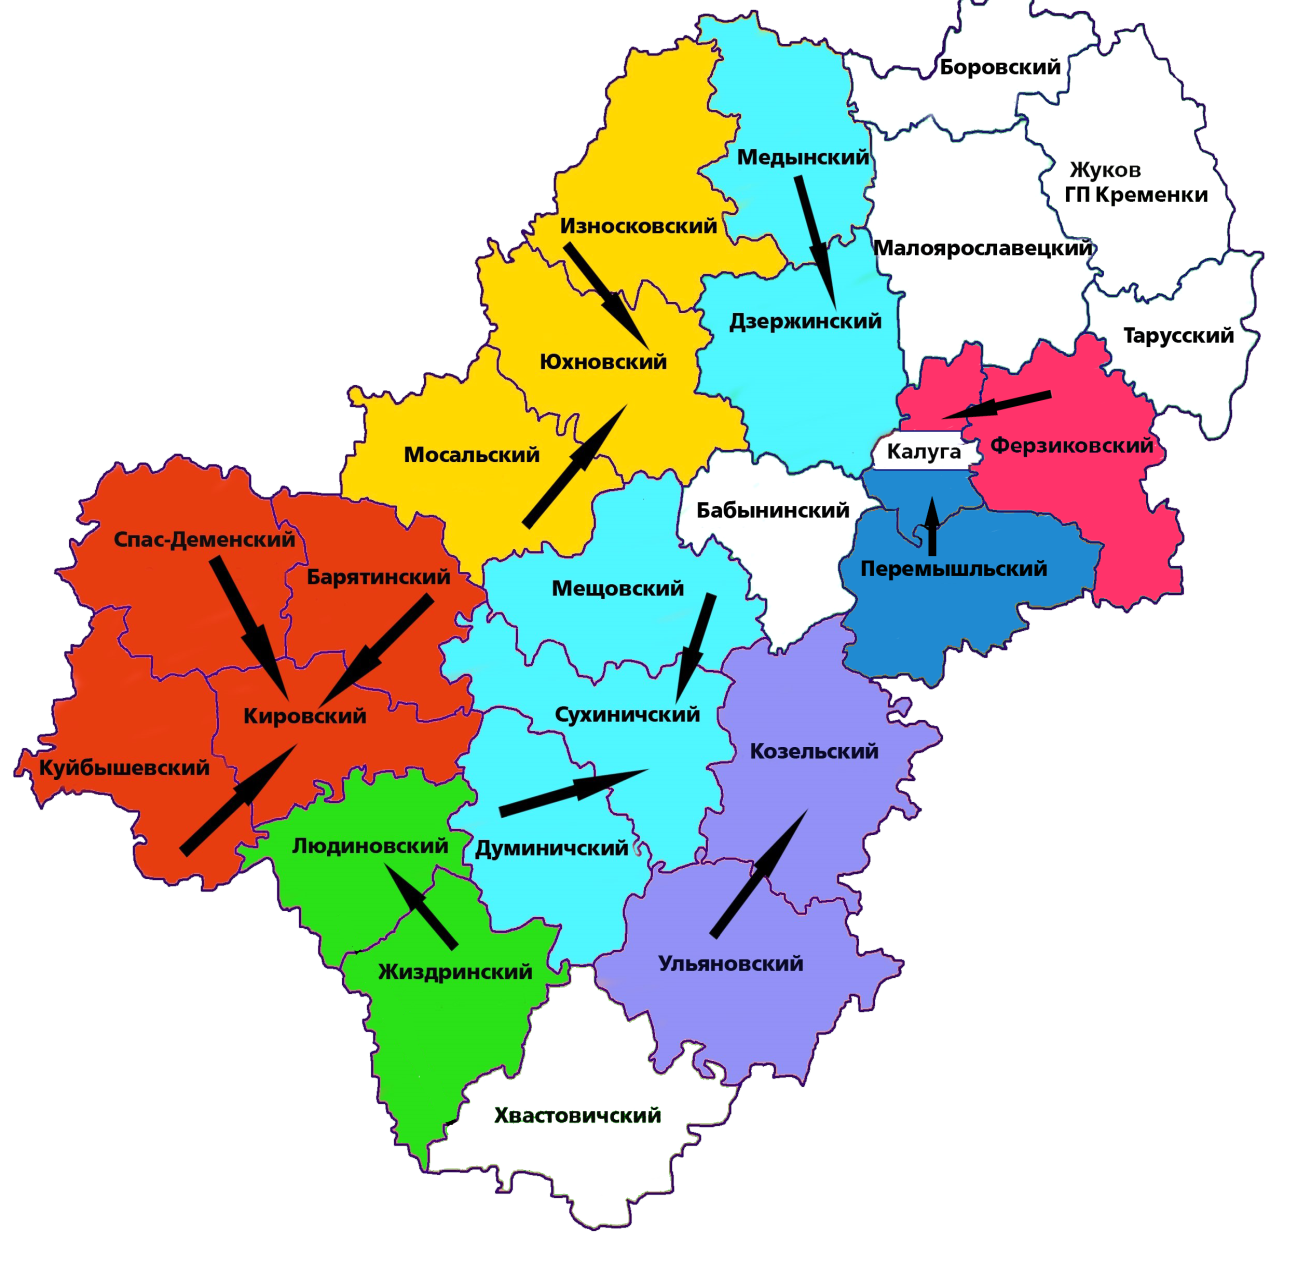 Боровский
Медынский
Жуков
ГП Кременки
Износковский
Малоярославецкий
Дзержинский
Тарусский
Юхновский
Мосальский
Калуга
Ферзиковский
Бабынинский
Спас-Деменский
Барятинский
Мещовский
Перемышльский
Кировский
Сухиничский
Козельский
Куйбышевский
Людиновский
Думиничский
Жиздринский
Ульяновский
Хвастовичский